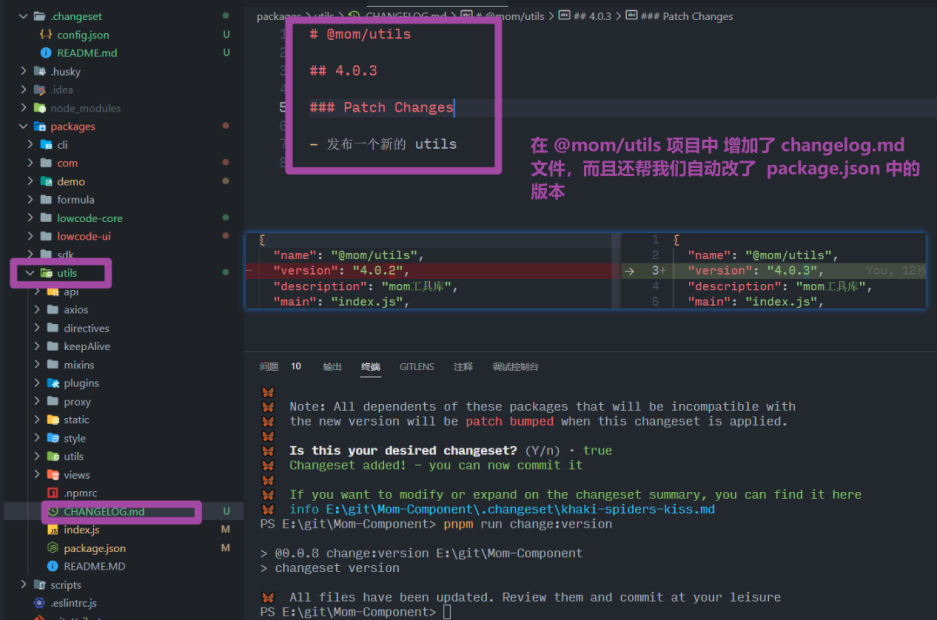 .changeset
config.json U
README.md U
.husky
.idea
node_modules
packages
cli
com
demo
formula
lowcode-core
lowcode-ui
sdk
utils
api
axios
directives
keepAlive
mixins
plugins
proxy
static
style
utils
views
.npmrc
CHANGELOG.md U
index.js M
package.json M
README.MD
scripts
.eslintrc.js
packages > utils > CHANGELOG.md > # @mom/utils > ## 4.0.3 > ### Patch Changes
# @mom/utils
## 4.0.3
5 ### Patch Changes
- 发布一个新的 utils
在 @mom/utils 项目中 增加了 changelog.md
文件，而且还帮我们自动改了 package.json 中的
版本
{
"name": "@mom/utils",
- "version": "4.0.2",
"description": "mom工具库",
"main": "index.js",
1 {
2 "name": "@mom/utils",
→ 3+ "version": "4.0.3", You, 12
4 "description": "mom工具库",
5 "main": "index.js",
问题 10 输出 终端 GITLENS 注释 调试控制台
Note: All dependents of these packages that will be incompatible with
the new version will be patch bumped when this changeset is applied.
Is this your desired changeset? (Y/n) · true
Changeset added! - you can now commit it
If you want to modify or expand on the changeset summary, you can find it here
info E:\git\Mom-Component\.changeset\khaki-spiders-kiss.md
PS E:\git\Mom-Component> pnpm run change:version
> @0.0.8 change:version E:\git\Mom-Component
> changeset version
All files have been updated. Review them and commit at your leisure
PS E:\git\Mom-Component>